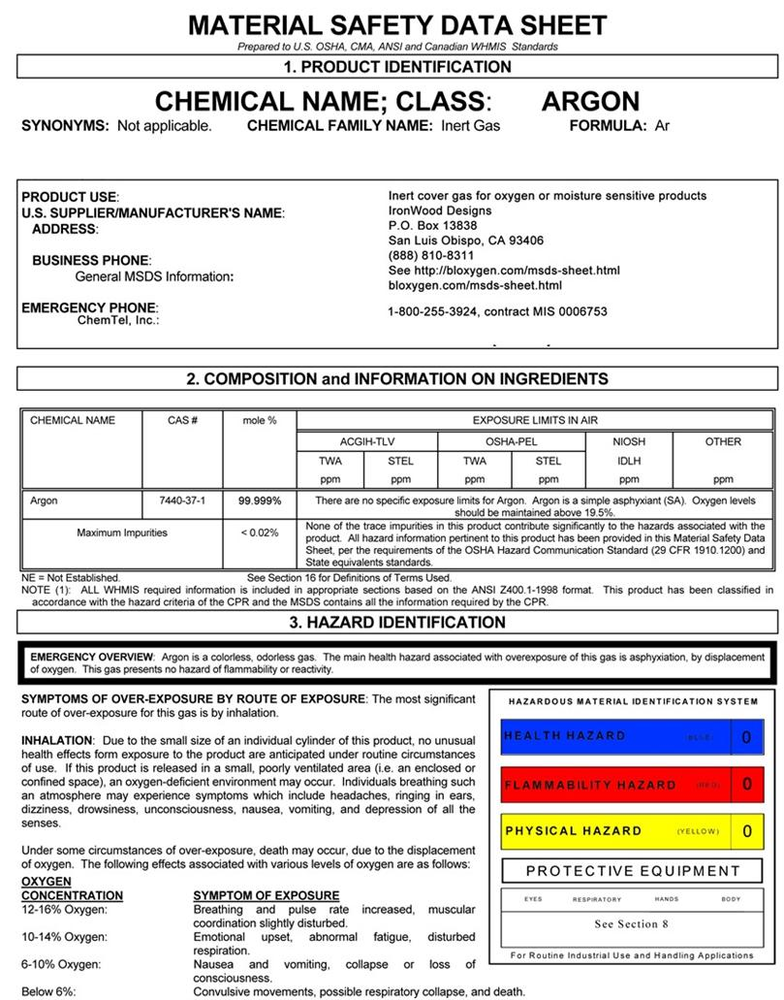 MATERIAL SAFETY DATA SHEET
Prepared to U.S. OSHA, CMA, ANSI and Canadian WHMIS Standards
1. PRODUCT IDENTIFICATION
CHEMICAL NAME; CLASS: ARGON
SYNONYMS: Not applicable. CHEMICAL FAMILY NAME: Inert Gas FORMULA: Ar
PRODUCT USE: Inert cover gas for oxygen or moisture sensitive products
U.S. SUPPLIER/MANUFACTURER'S NAME: IronWood Designs
ADDRESS: P.O. Box 13838
San Luis Obispo, CA 93406
BUSINESS PHONE: (888) 810-8311
General MSDS Information: See http://bloxygen.com/msds-sheet.html
bloxygen.com/msds-sheet.html
EMERGENCY PHONE:
ChemTel, Inc.: 1-800-255-3924, contract MIS 0006753
2. COMPOSITION and INFORMATION ON INGREDIENTS
CHEMICAL NAME CAS # mole % EXPOSURE LIMITS IN AIR
ACGIH-TLV OSHA-PEL NIOSH OTHER
TWA STEL TWA STEL IDLH
ppm ppm ppm ppm ppm ppm
Argon 7440-37-1 99.999% There are no specific exposure limits for Argon. Argon is a simple asphyxiant (SA). Oxygen levels
should be maintained above 19.5%.
Maximum Impurities < 0.02% None of the trace impurities in this product contribute significantly to the hazards associated with the
product. All hazard information pertinent to this product has been provided in this Material Safety Data
Sheet, per the requirements of the OSHA Hazard Communication Standard (29 CFR 1910.1200) and
State equivalents standards.
NE = Not Established. See Section 16 for Definitions of Terms Used.
NOTE (1): ALL WHMIS required information is included in appropriate sections based on the ANSI Z400.1-1998 format. This product has been classified in
accordance with the hazard criteria of the CPR and the MSDS contains all the information required by the CPR.
3. HAZARD IDENTIFICATION
EMERGENCY OVERVIEW: Argon is a colorless, odorless gas. The main health hazard associated with overexposure of this gas is asphyxiation, by displacement
of oxygen. This gas presents no hazard of flammability or reactivity.
SYMPTOMS OF OVER-EXPOSURE BY ROUTE OF EXPOSURE: The most significant
route of over-exposure for this gas is by inhalation.
INHALATION: Due to the small size of an individual cylinder of this product, no unusual
health effects form exposure to the product are anticipated under routine circumstances
of use. If this product is released in a small, poorly ventilated area (i.e. an enclosed or
confined space), an oxygen-deficient environment may occur. Individuals breathing such
an atmosphere may experience symptoms which include headaches, ringing in ears,
dizziness, drowsiness, unconsciousness, nausea, vomiting, and depression of all the
senses.
Under some circumstances of over-exposure, death may occur, due to the displacement
of oxygen. The following effects associated with various levels of oxygen are as follows:
OXYGEN
CONCENTRATION SYMPTOM OF EXPOSURE
12-16% Oxygen: Breathing and pulse rate increased, muscular
coordination slightly disturbed.
10-14% Oxygen: Emotional upset, abnormal fatigue, disturbed
respiration.
6-10% Oxygen: Nausea and vomiting, collapse or loss of
consciousness.
Below 6%: Convulsive movements, possible respiratory collapse, and death.
HAZARDOUS MATERIAL IDENTIFICATION SYSTEM
HEALTH HAZARD (BLUE) 0
FLAMMABILITY HAZARD (RED) 0
PHYSICAL HAZARD (YELLOW) 0
PROTECTIVE EQUIPMENT
EYES RESPIRATORY HANDS BODY
See Section 8
For Routine Industrial Use and Handling Applications